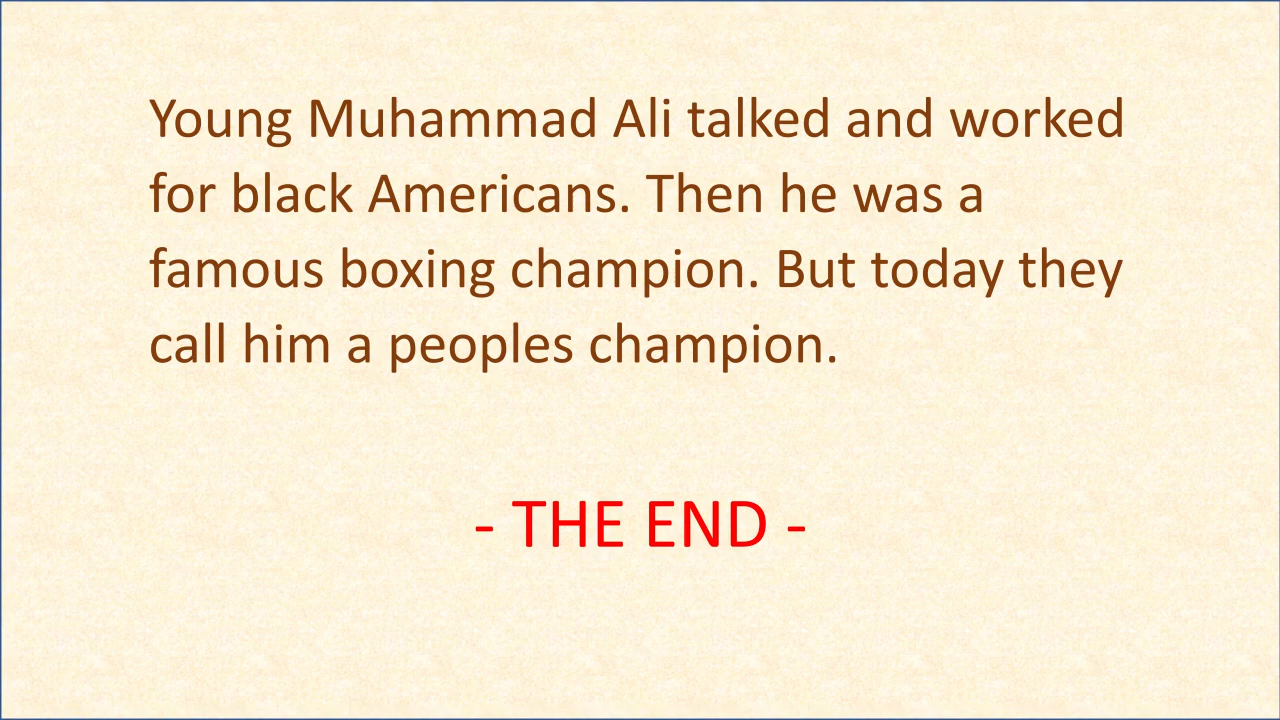 Young Muhammad Ali talked and worked
for black Americans. Then he was a
famous boxing champion. But today they
call him a peoples champion.
- THE END -